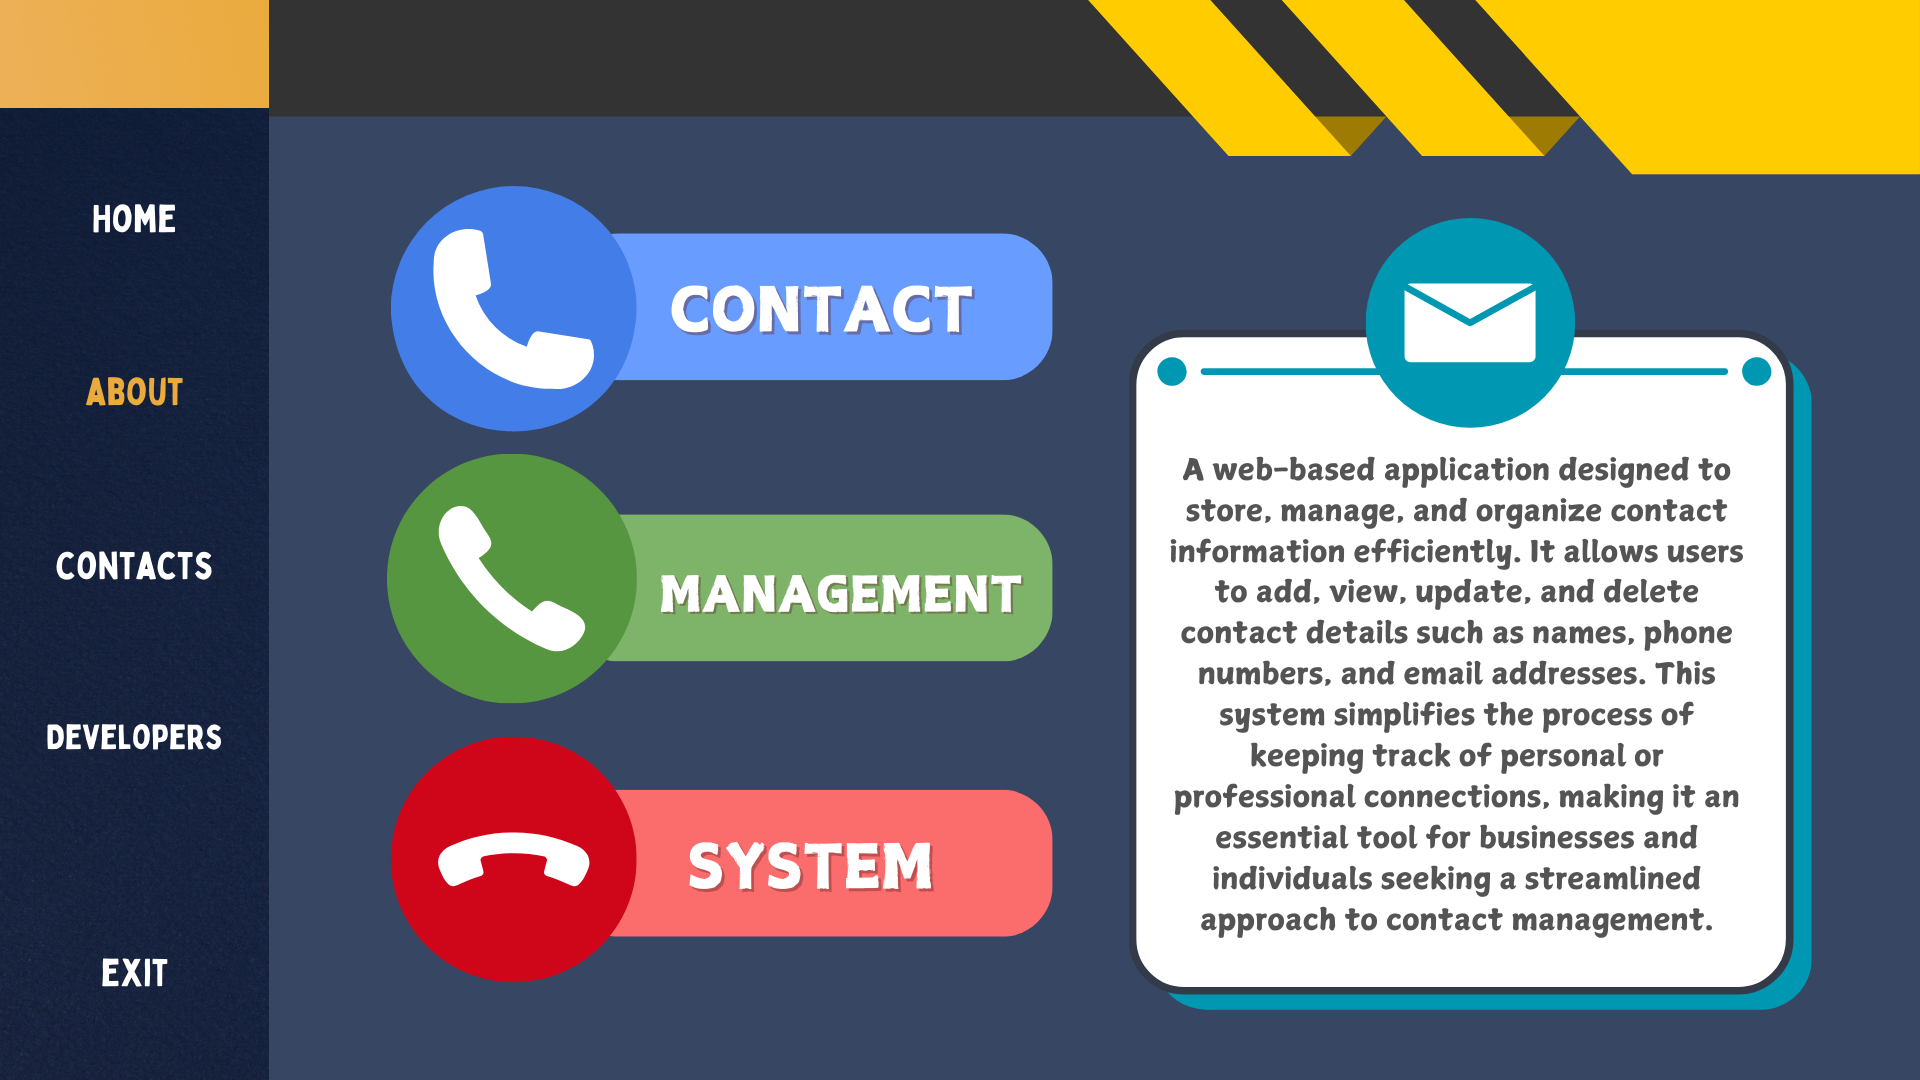 HOME
ABOUT
CONTACTS
DEVELOPERS
EXIT
CONTACT
MANAGEMENT
SYSTEM
A web-based application designed to
store, manage, and organize contact
information efficiently. It allows users
to add, view, update, and delete
contact details such as names, phone
numbers, and email addresses. This
system simplifies the process of
keeping track of personal or
professional connections, making it an
essential tool for businesses and
individuals seeking a streamlined
approach to contact management.